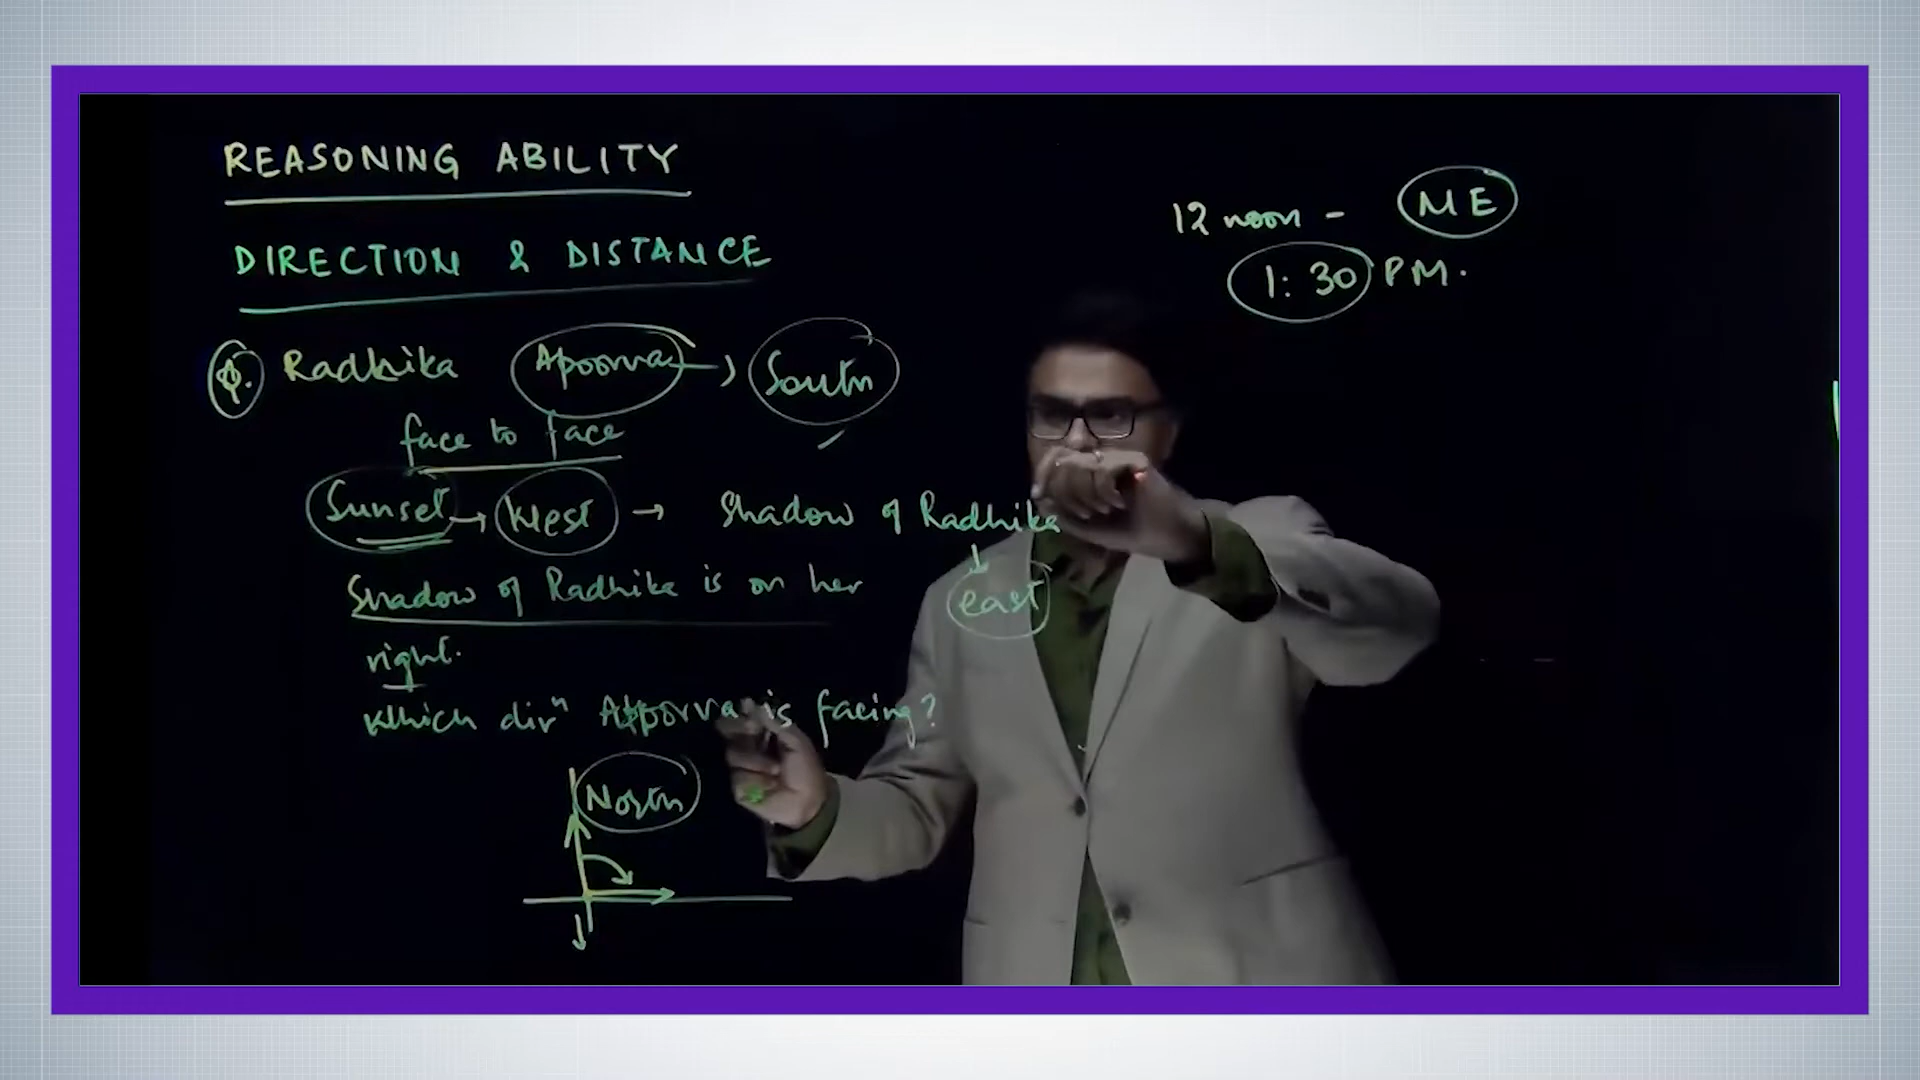 REASONING ABILITY
DIRECTION & DISTANCE
Q. Radhika Apoorva → South
face to face
Sunset → West → Shadow of Radhika
↓
east
Shadow of Radhika is on her
right.
Which dirⁿ Apoorva is facing?
North
12 noon - ME
1:30 PM.